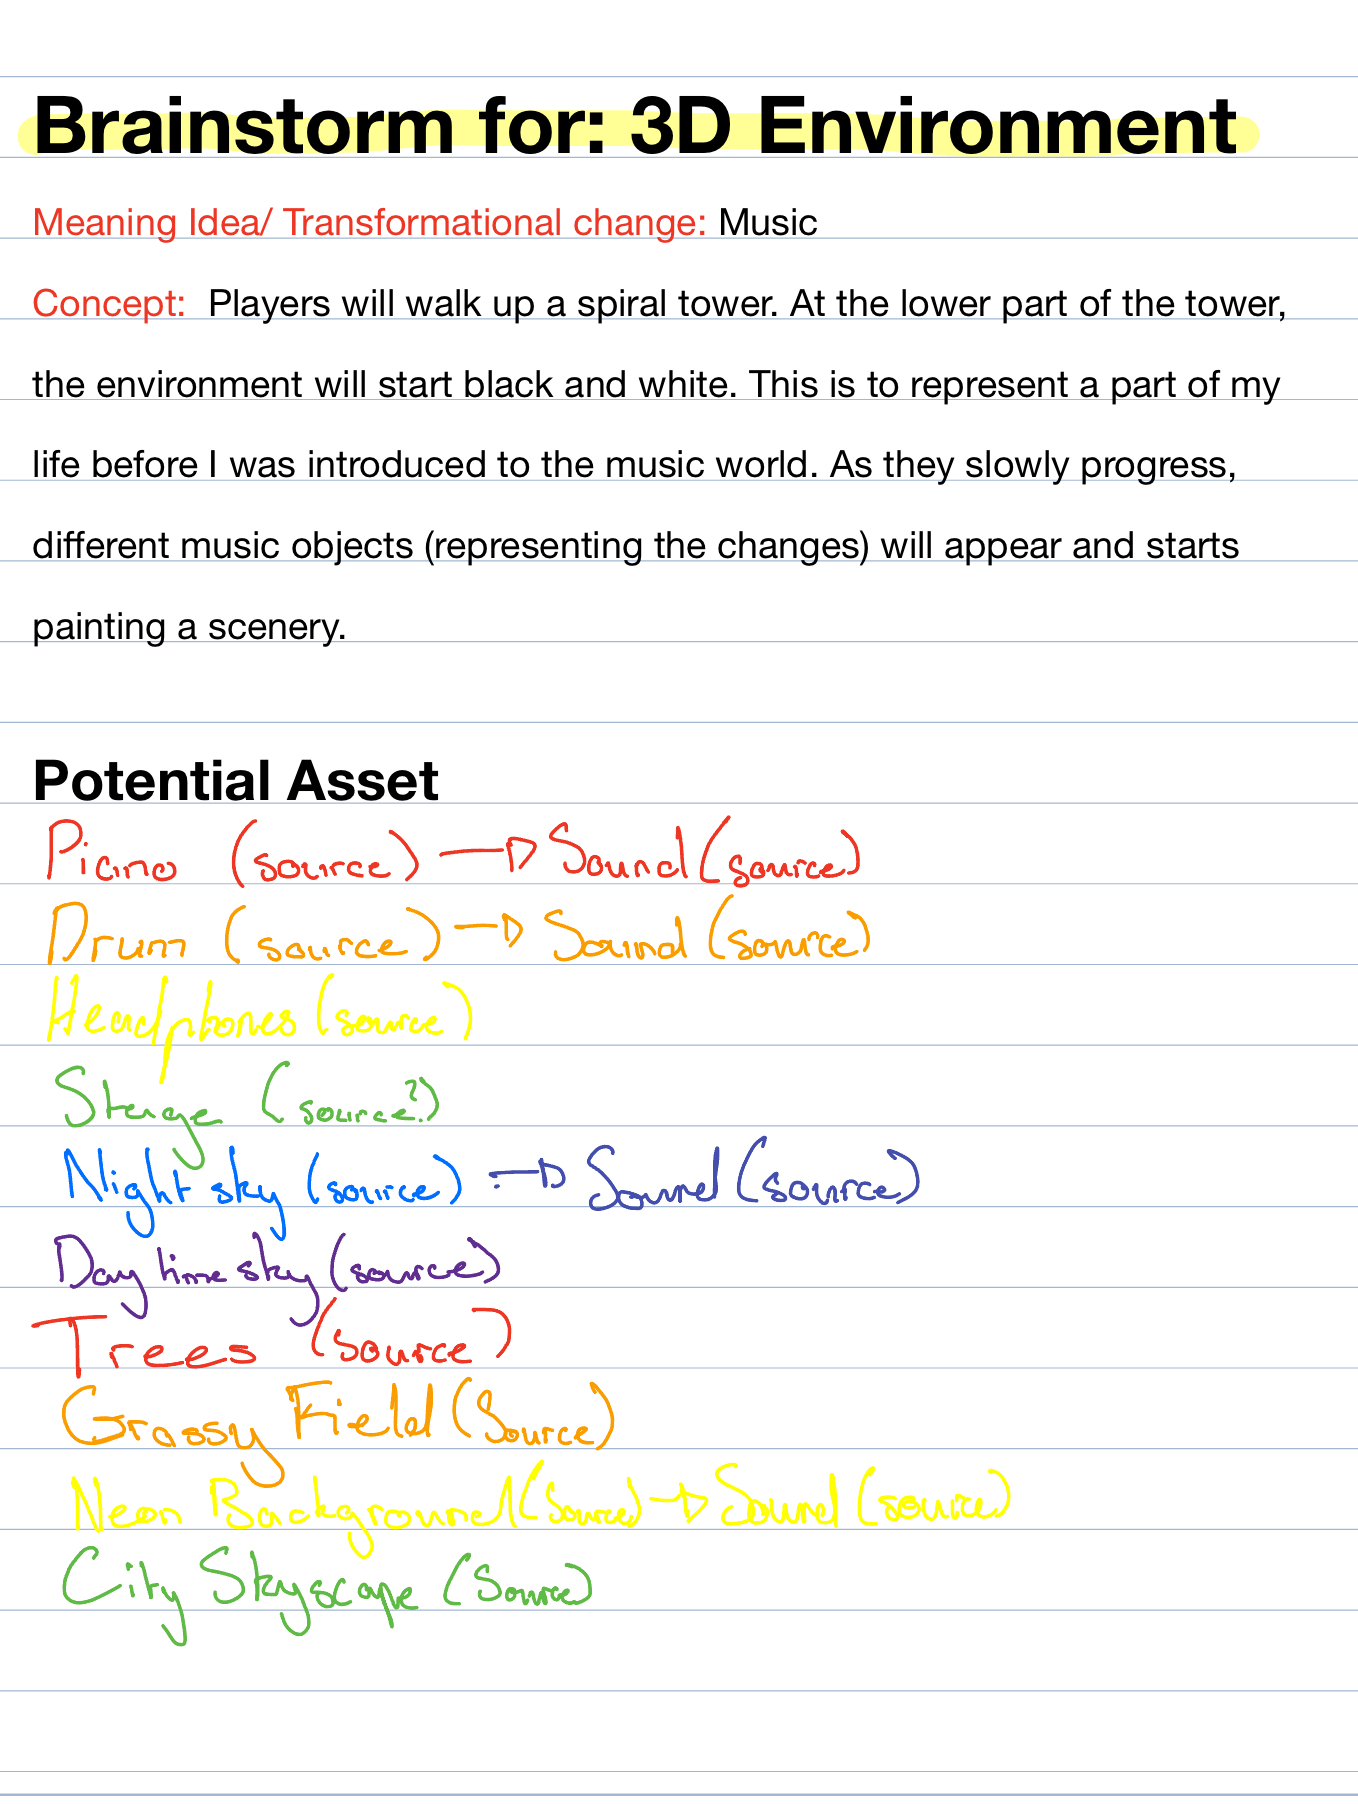 Brainstorm for: 3D Environment
Meaning Idea/ Transformational change: Music
Concept: Players will walk up a spiral tower. At the lower part of the tower,
the environment will start black and white. This is to represent a part of my
life before I was introduced to the music world. As they slowly progress,
different music objects (representing the changes) will appear and starts
painting a scenery.
Potential Asset
Piano (source) → Sound (source)
Drum (source) → Sound (source)
Headphones (source)
Stage (source?)
Night sky (source) → Sound (source)
Day time sky (source)
Trees (source)
Grassy Field (Source)
Neon Background (Source) → Sound (source)
City Skyscape (Source)